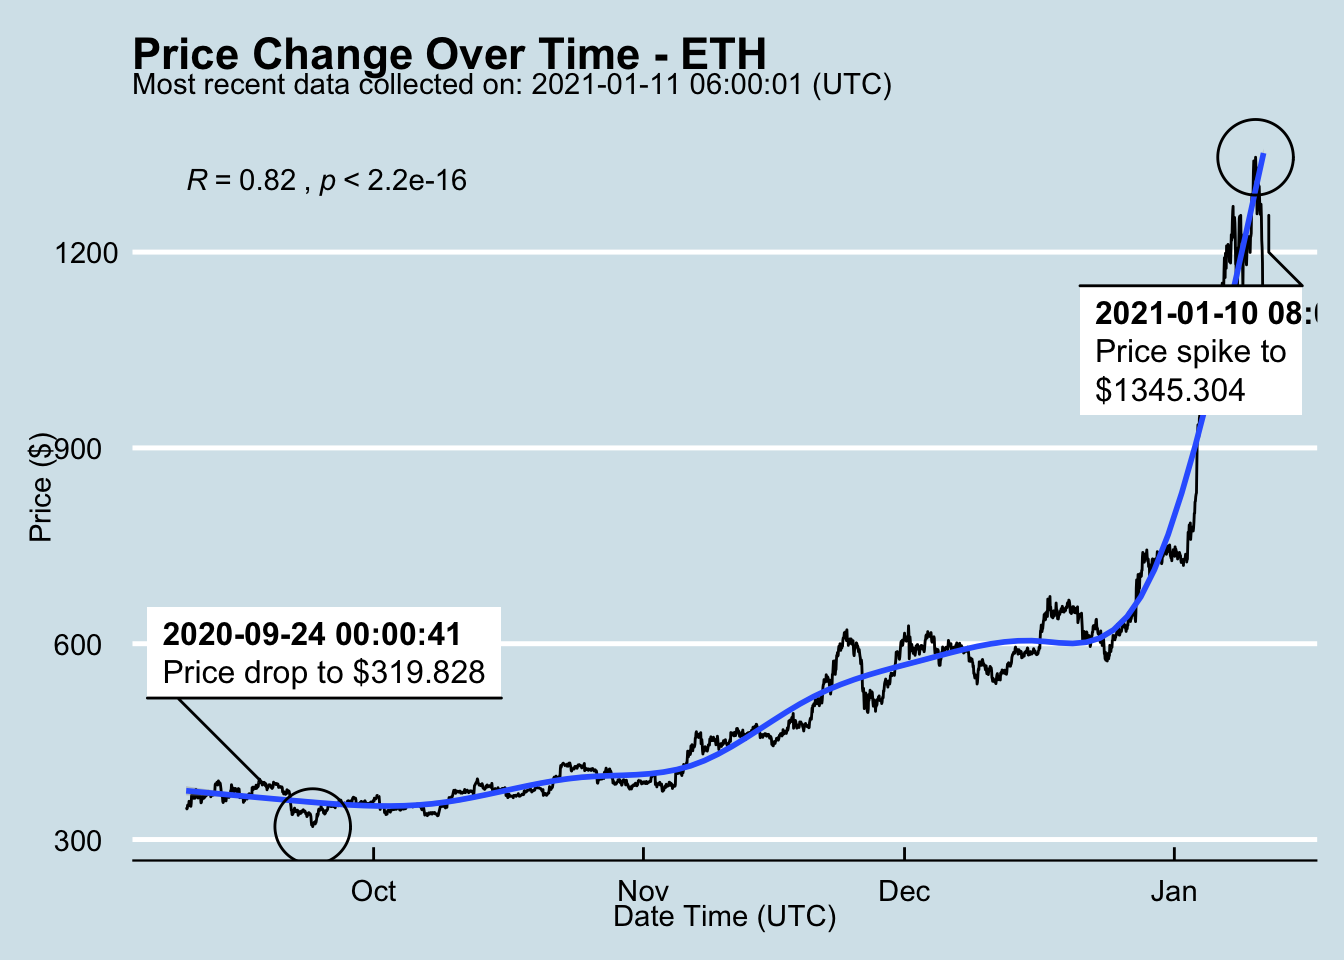 Price Change Over Time - ETH
Most recent data collected on: 2021-01-11 06:00:01 (UTC)
R = 0.82 , p < 2.2e-16
1200
2021-01-10 08:
Price spike to
$1345.304
900
Price ($)
2020-09-24 00:00:41
Price drop to $319.828
600
300
Oct Nov Dec Jan
Date Time (UTC)